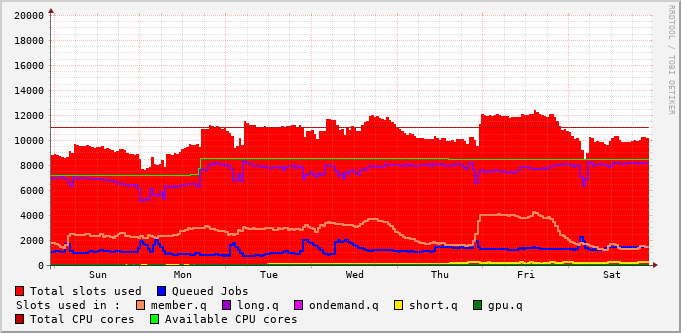 20000
18000
16000
14000
12000
10000
8000
6000
4000
2000
0
Sun Mon Tue Wed Thu Fri Sat
RRDTOOL / TOBI OETIKER
Total slots used Queued Jobs
Slots used in : member.q long.q ondemand.q short.q gpu.q
Total CPU cores Available CPU cores